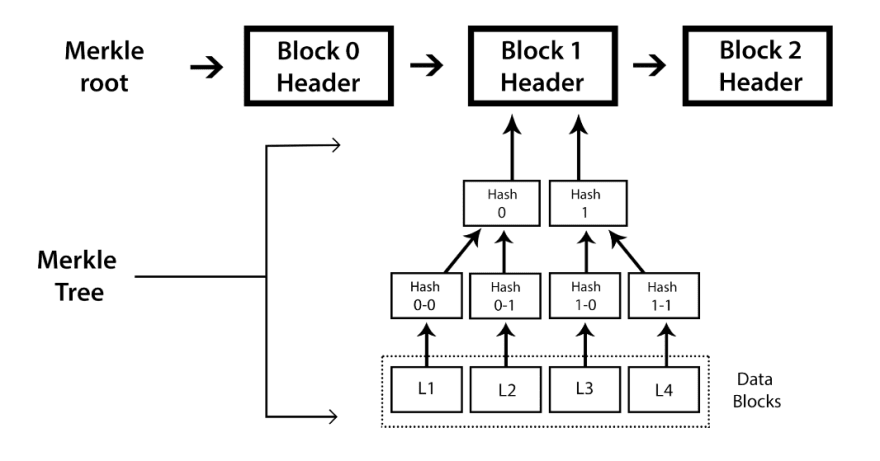 Merkle
root
Block 0
Header
Block 1
Header
Block 2
Header
Hash
0
Hash
1
Merkle
Tree
Hash
0-0
Hash
0-1
Hash
1-0
Hash
1-1
L1
L2
L3
L4
Data
Blocks